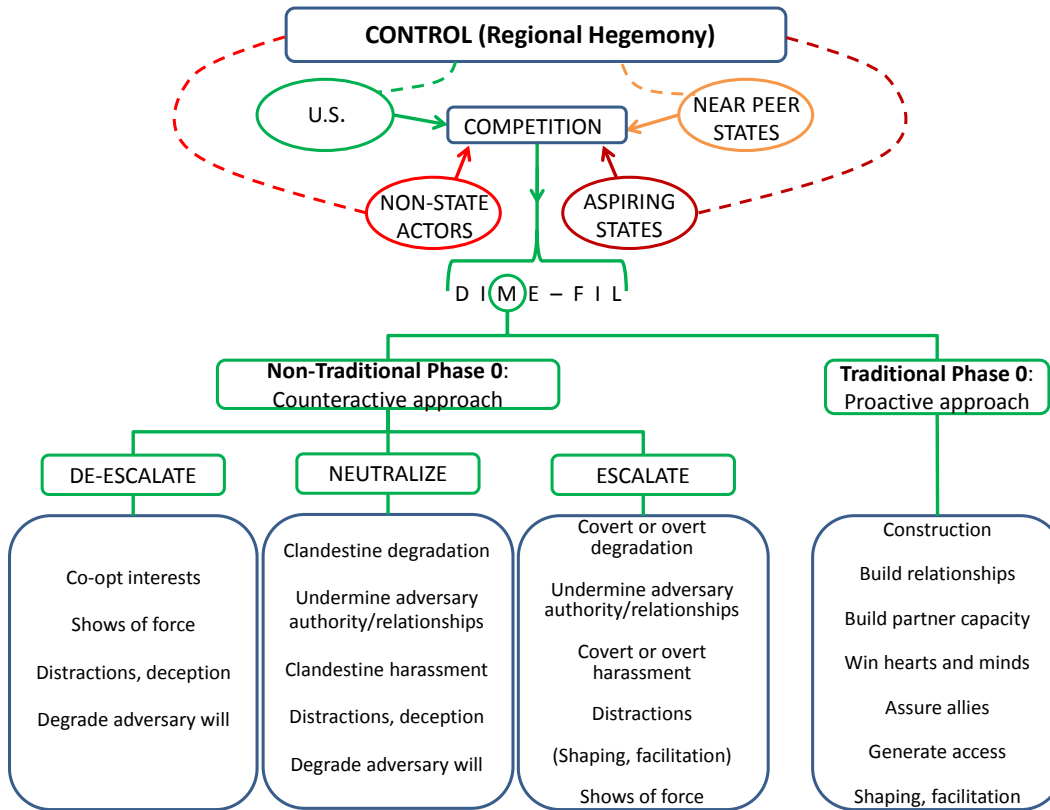 CONTROL (Regional Hegemony)
U.S.
COMPETITION
NEAR PEER
STATES
NON-STATE
ACTORS
ASPIRING
STATES
D I M E – F I L
Non-Traditional Phase 0:
Counteractive approach
Traditional Phase 0:
Proactive approach
DE-ESCALATE
NEUTRALIZE
ESCALATE
Co-opt interests
Shows of force
Distractions, deception
Degrade adversary will
Clandestine degradation
Undermine adversary
authority/relationships
Clandestine harassment
Distractions, deception
Degrade adversary will
Covert or overt
degradation
Undermine adversary
authority/relationships
Covert or overt
harassment
Distractions
(Shaping, facilitation)
Shows of force
Construction
Build relationships
Build partner capacity
Win hearts and minds
Assure allies
Generate access
Shaping, facilitation